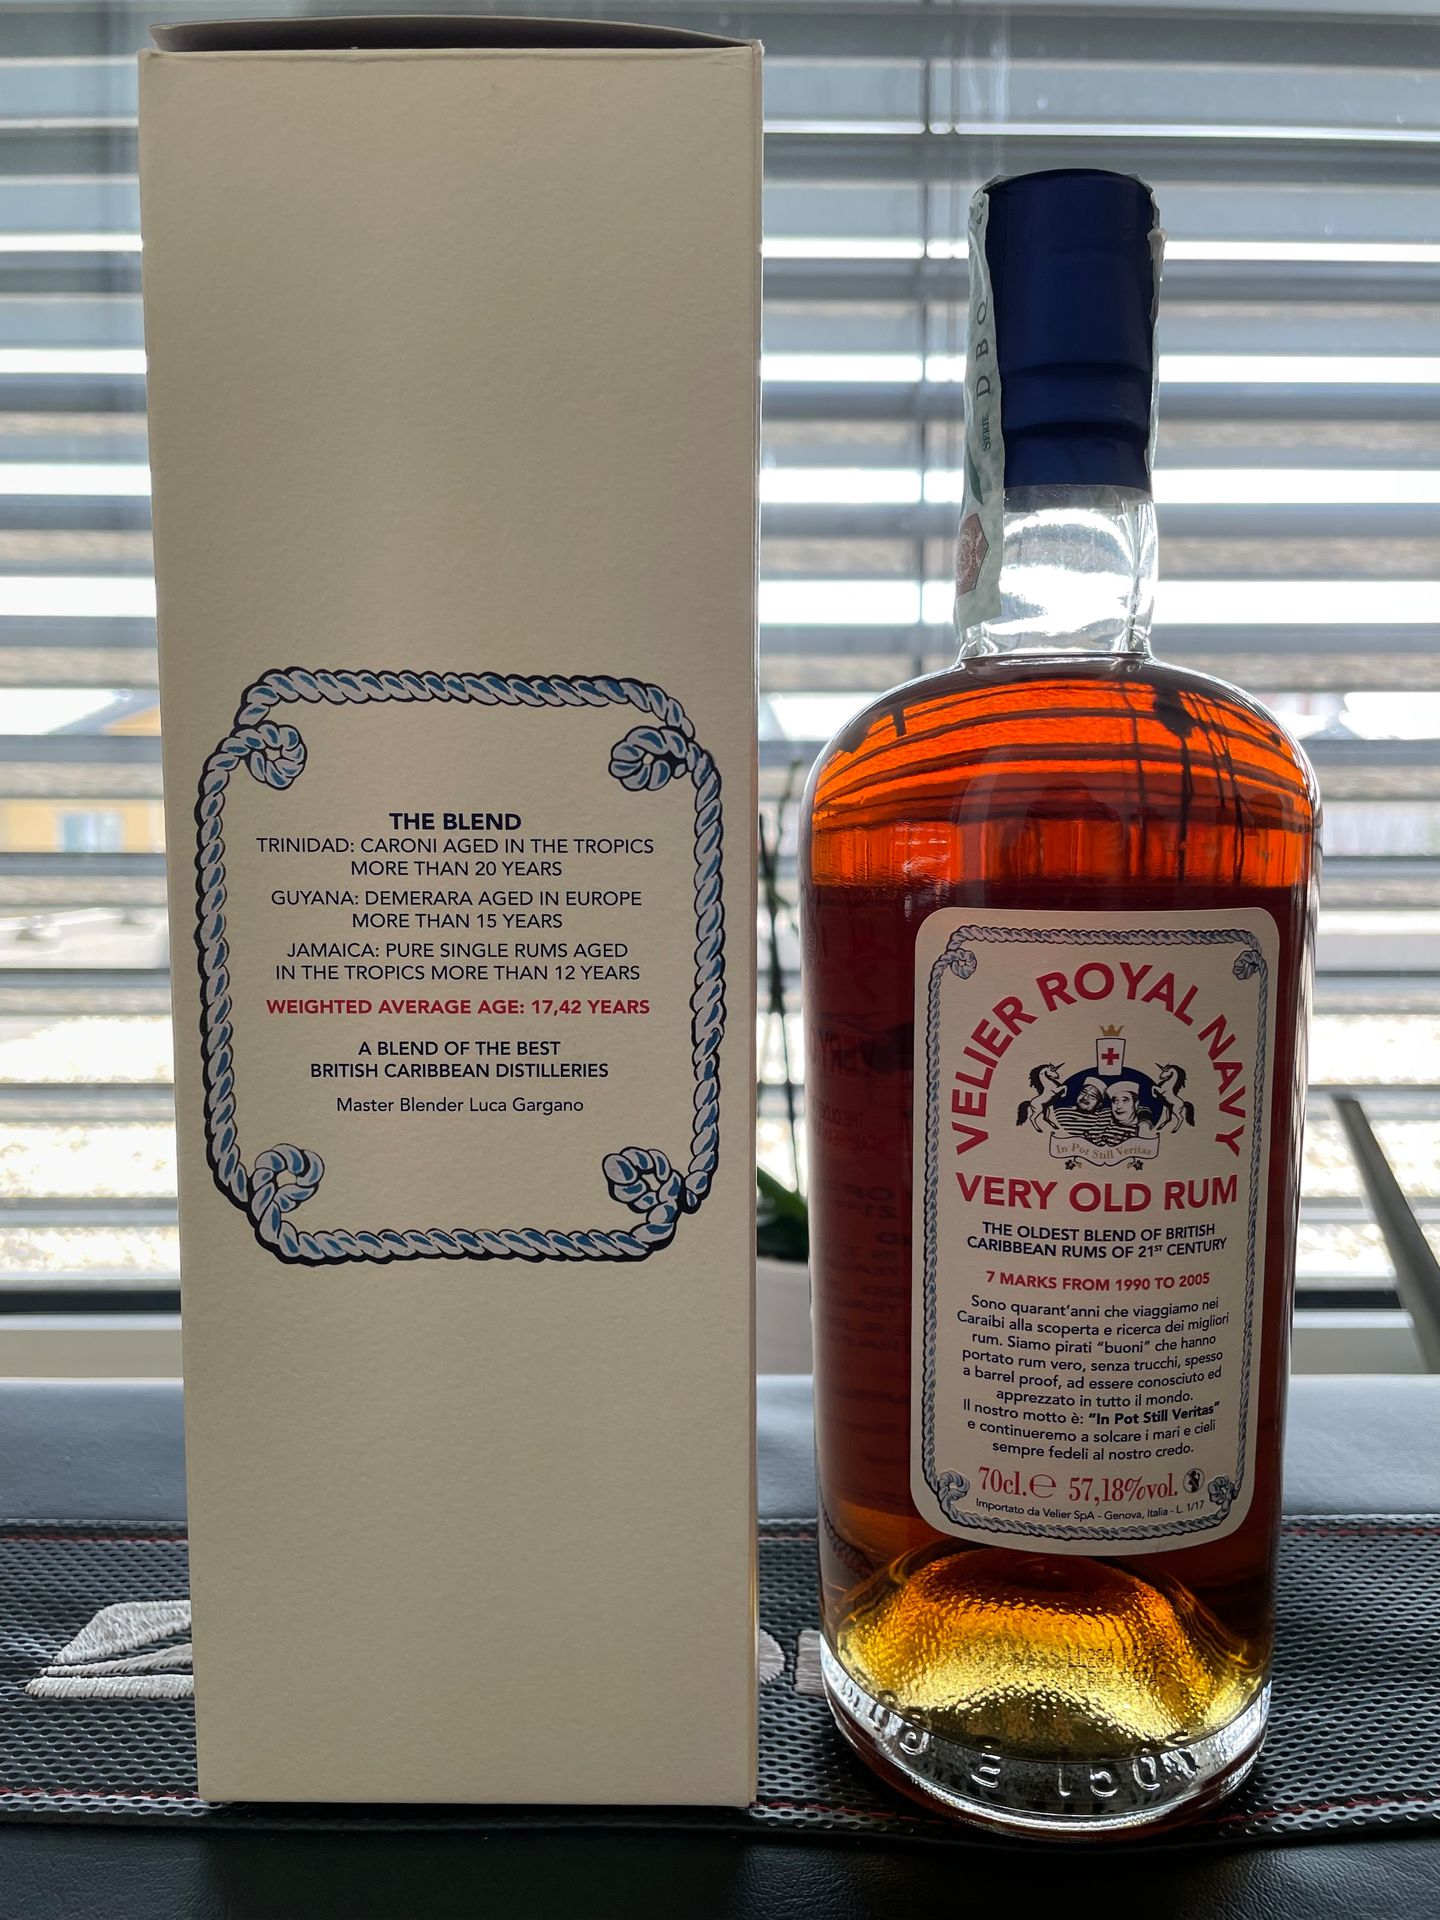 THE BLEND
TRINIDAD: CARONI AGED IN THE TROPICS
MORE THAN 20 YEARS
GUYANA: DEMERARA AGED IN EUROPE
MORE THAN 15 YEARS
JAMAICA: PURE SINGLE RUMS AGED
IN THE TROPICS MORE THAN 12 YEARS
WEIGHTED AVERAGE AGE: 17,42 YEARS
A BLEND OF THE BEST
BRITISH CARIBBEAN DISTILLERIES
Master Blender Luca Gargano
SERIE DBQ
VELIER ROYAL NAVY
In Pot Still Veritas
VERY OLD RUM
THE OLDEST BLEND OF BRITISH
CARIBBEAN RUMS OF 21ST CENTURY
7 MARKS FROM 1990 TO 2005
Sono quarant'anni che viaggiamo nei
Caraibi alla scoperta e ricerca dei migliori
rum. Siamo pirati "buoni" che hanno
portato rum vero, senza trucchi, spesso
a barrel proof, ad essere conosciuto ed
apprezzato in tutto il mondo.
Il nostro motto è: "In Pot Still Veritas"
e continueremo a solcare i mari e cieli
sempre fedeli al nostro credo.
70cl.℮ 57,18%vol.
Importato da Velier SpA - Genova, Italia - L. 1/17